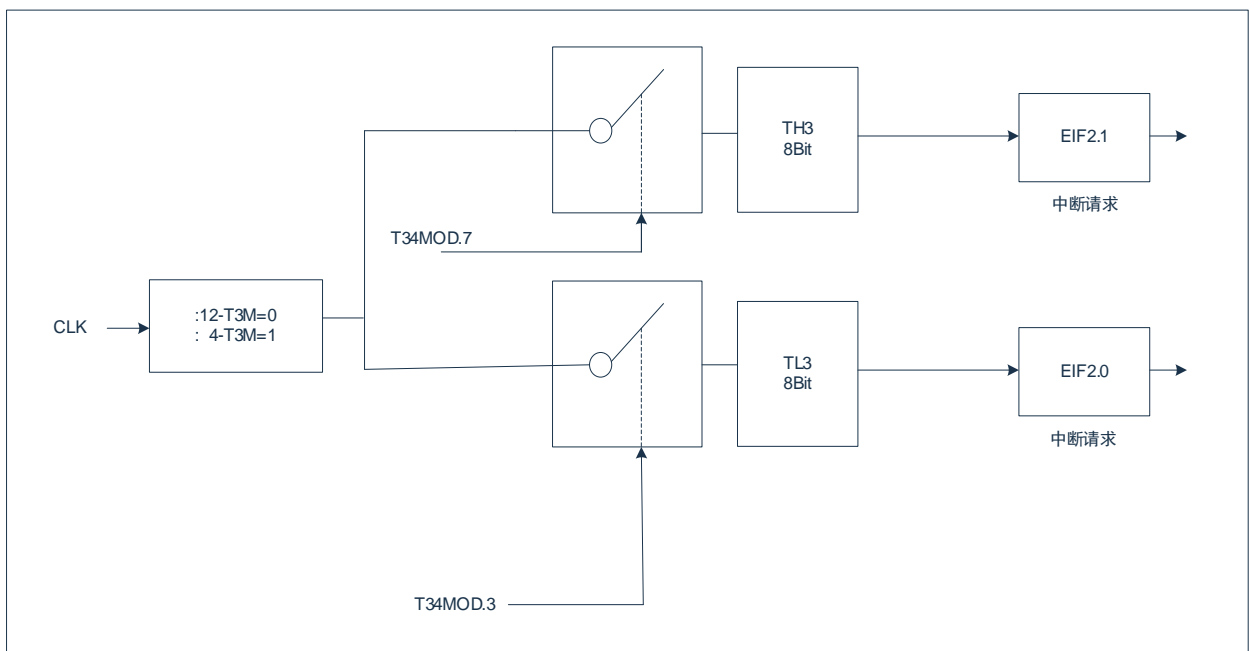 TH3
8Bit
EIF2.1
中断请求
T34MOD.7
CLK
:12-T3M=0
: 4-T3M=1
TL3
8Bit
EIF2.0
中断请求
T34MOD.3